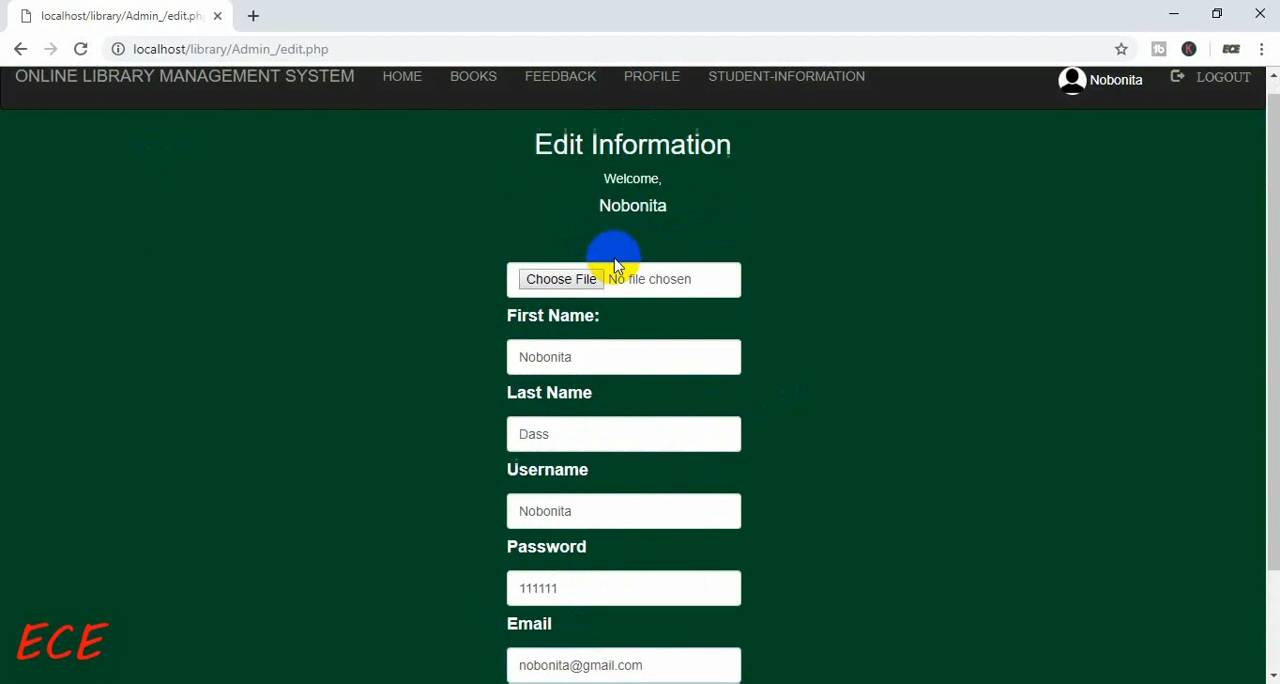 localhost/library/Admin_/edit.ph
localhost/library/Admin_/edit.php
ECE
ONLINE LIBRARY MANAGEMENT SYSTEM HOME BOOKS FEEDBACK PROFILE STUDENT-INFORMATION Nobonita LOGOUT
Edit Information
Welcome,
Nobonita
Choose File No file chosen
First Name:
Nobonita
Last Name
Dass
Username
Nobonita
Password
111111
Email
nobonita@gmail.com
ECE